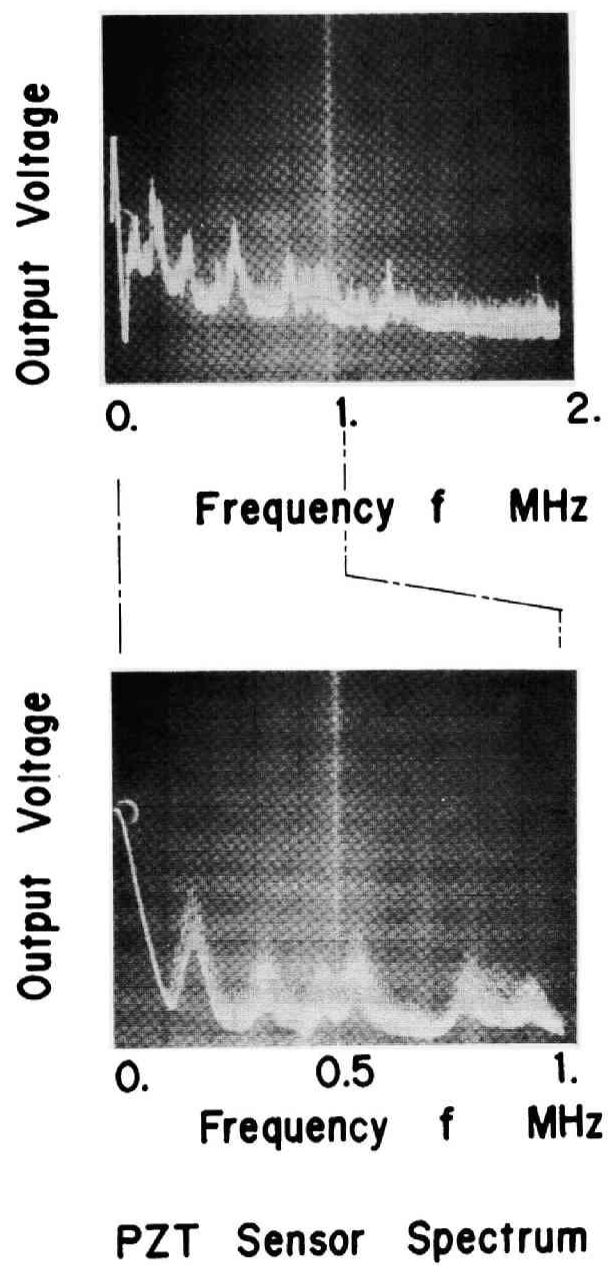 Output Voltage
0. 1. 2.
Frequency f MHz
Output Voltage
0. 0.5 1.
Frequency f MHz
PZT Sensor Spectrum